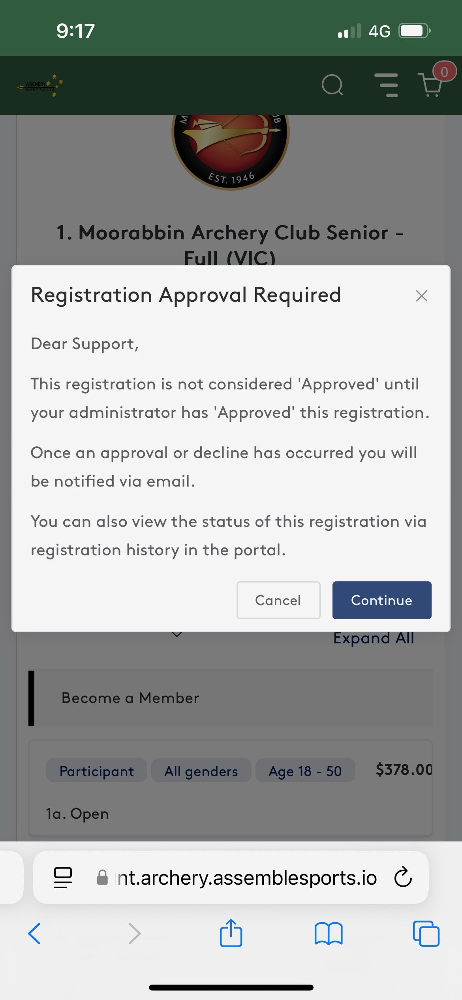 9:17
4G
0
ARCHERY
AUSTRALIA
M
UB
EST. 1946
1. Moorabbin Archery Club Senior -
Full (VIC)
Registration Approval Required
Dear Support,
This registration is not considered 'Approved' until
your administrator has 'Approved' this registration.
Once an approval or decline has occurred you will
be notified via email.
You can also view the status of this registration via
registration history in the portal.
Cancel
Continue
Expand All
Become a Member
Participant
All genders
Age 18 - 50
$378.00
1a. Open
nt.archery.assemblesports.io